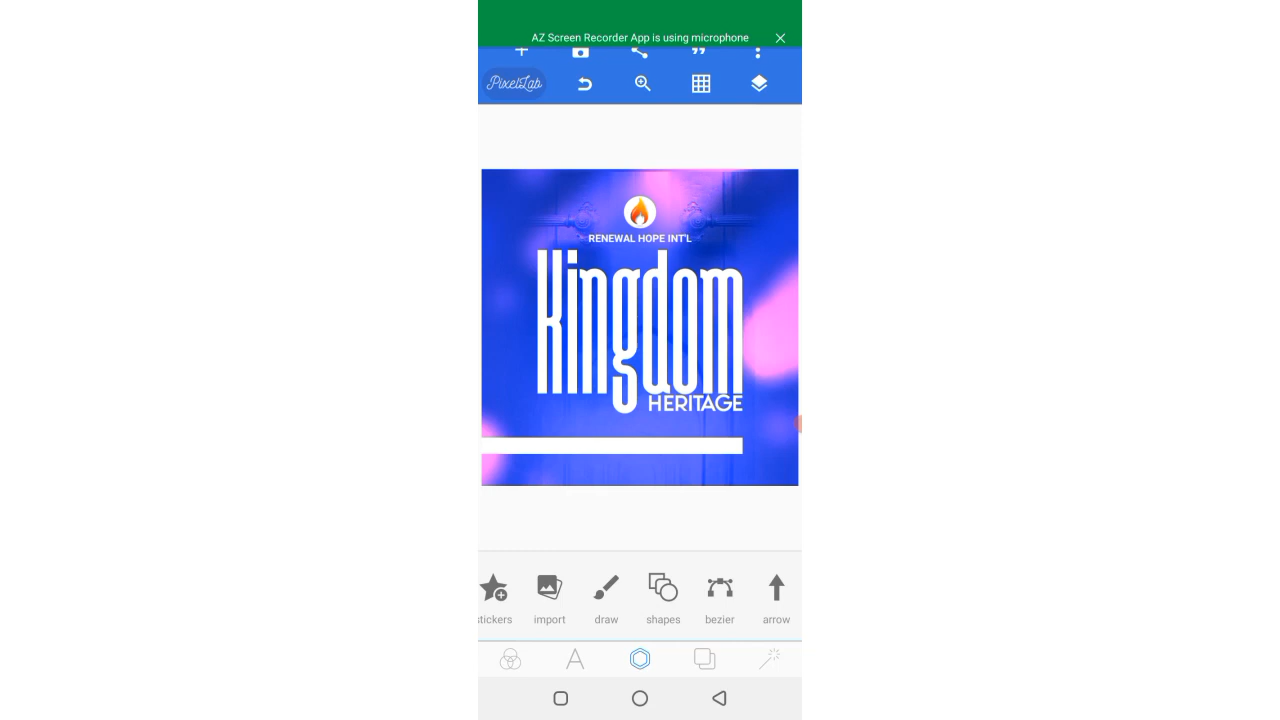 AZ Screen Recorder App is using microphone
PixelLab
RENEWAL HOPE INT'L
Kingdom
HERITAGE
stickers import draw shapes bezier arrow